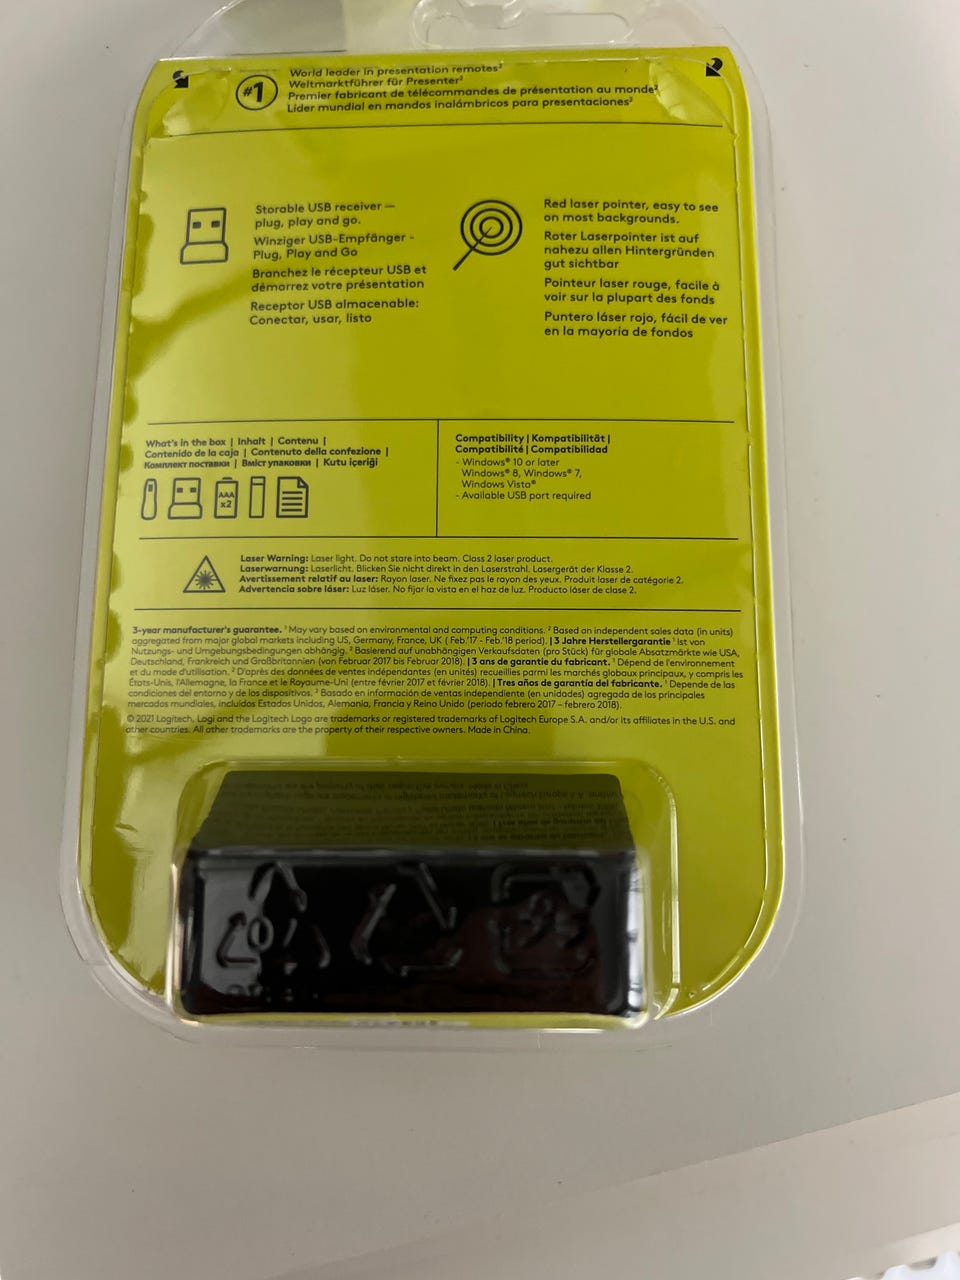 #1
World leader in presentation remotes²
Weltmarktführer für Presenter²
Premier fabricant de télécommandes de présentation au monde²
Líder mundial en mandos inalámbricos para presentaciones²
Storable USB receiver —
plug, play and go.
Winziger USB-Empfänger -
Plug, Play and Go
Branchez le récepteur USB et
démarrez votre présentation
Receptor USB almacenable:
Conectar, usar, listo
Red laser pointer, easy to see
on most backgrounds.
Roter Laserpointer ist auf
nahezu allen Hintergründen
gut sichtbar
Pointeur laser rouge, facile à
voir sur la plupart des fonds
Puntero láser rojo, fácil de ver
en la mayoría de fondos
What's in the box | Inhalt | Contenu |
Contenido de la caja | Contenuto della confezione |
Комплект поставки | Вміст упаковки | Kutu içeriği
AAA
x2
Compatibility | Kompatibilität |
Compatibilité | Compatibilidad
- Windows® 10 or later
Windows® 8, Windows® 7,
Windows Vista®
- Available USB port required
Laser Warning: Laser light. Do not stare into beam. Class 2 laser product.
Laserwarnung: Laserlicht. Blicken Sie nicht direkt in den Laserstrahl. Lasergerät der Klasse 2.
Avertissement relatif au laser: Rayon laser. Ne fixez pas le rayon des yeux. Produit laser de catégorie 2.
Advertencia sobre láser: Luz láser. No fijar la vista en el haz de luz. Producto láser de clase 2.
3-year manufacturer's guarantee. ¹ May vary based on environmental and computing conditions. ² Based on independent sales data (in units)
aggregated from major global markets including US, Germany, France, UK ( Feb.'17 - Feb.'18 period). | 3 Jahre Herstellergarantie ¹ Ist von
Nutzungs- und Umgebungsbedingungen abhängig. ² Basierend auf unabhängigen Verkaufsdaten (pro Stück) für globale Absatzmärkte wie USA,
Deutschland, Frankreich und Großbritannien (von Februar 2017 bis Februar 2018). | 3 ans de garantie du fabricant. ¹ Dépend de l'environnement
et du mode d'utilisation. ² D'après des données de ventes indépendantes (en unités) recueillies parmi les marchés globaux principaux, y compris les
États-Unis, l'Allemagne, la France et le Royaume-Uni (entre février 2017 et février 2018). | Tres años de garantía del fabricante. ¹ Depende de las
condiciones del entorno y de los dispositivos. ² Basado en información de ventas independiente (en unidades) agregada de los principales
mercados mundiales, incluidos Estados Unidos, Alemania, Francia y Reino Unido (periodo febrero 2017 – febrero 2018).
© 2021 Logitech, Logi and the Logitech Logo are trademarks or registered trademarks of Logitech Europe S.A. and/or its affiliates in the U.S. and
other countries. All other trademarks are the property of their respective owners. Made in China.